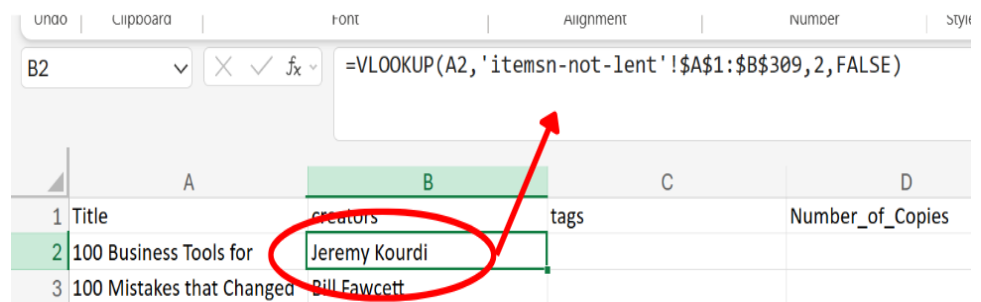 Undo Clipboard Font Alignment Number Style
B2 fx =VLOOKUP(A2,'itemsn-not-lent'!$A$1:$B$309,2,FALSE)
A B C D
1 Title creators tags Number_of_Copies
2 100 Business Tools for Jeremy Kourdi
3 100 Mistakes that Changed Bill Fawcett